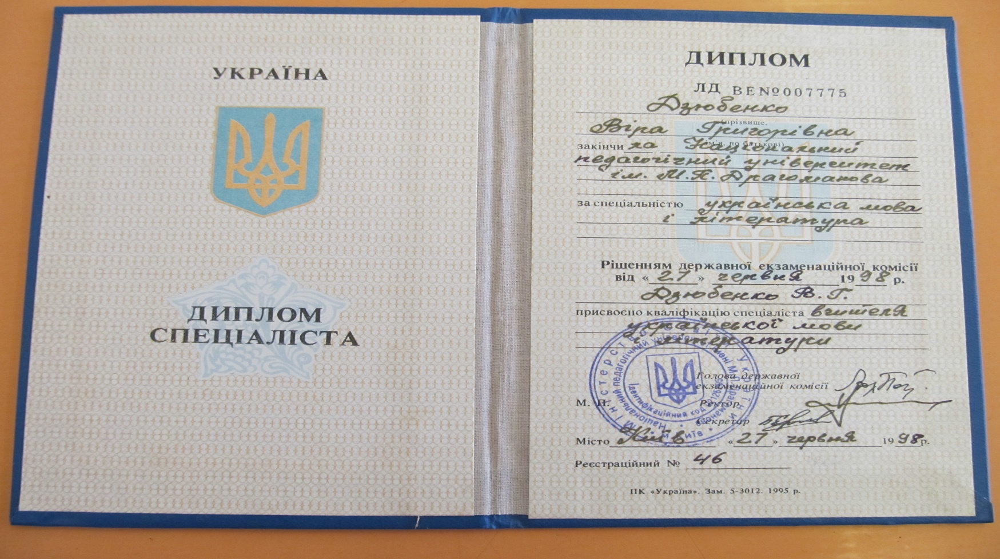 УКРАЇНА
ДИПЛОМ
СПЕЦІАЛІСТА
ДИПЛОМ
ЛД ВЕ№007775
Дзюбенко
(прізвище,
Віра Григорівна
ім'я, по батькові)
закінчила Національний
педагогічний університет
ім. М.П. Драгоманова
за спеціальністю українська мова
і література
Рішенням державної екзаменаційної комісії
від «27» червня 1998 р.
Дзюбенко В.Г.
присвоєно кваліфікацію спеціаліста вчителя
української мови
і літератури
Голова державної
екзаменаційної комісії
М. П. Ректор
Секретар
Місто Київ «27» червня 1998р.
Реєстраційний № 46
ПК «Україна». Зам. 5-3012. 1995 р.
Міністерство освіти України
Національний педагогічний університет імені М.П.Драгоманова
Ідентифікаційний код
м. Київ